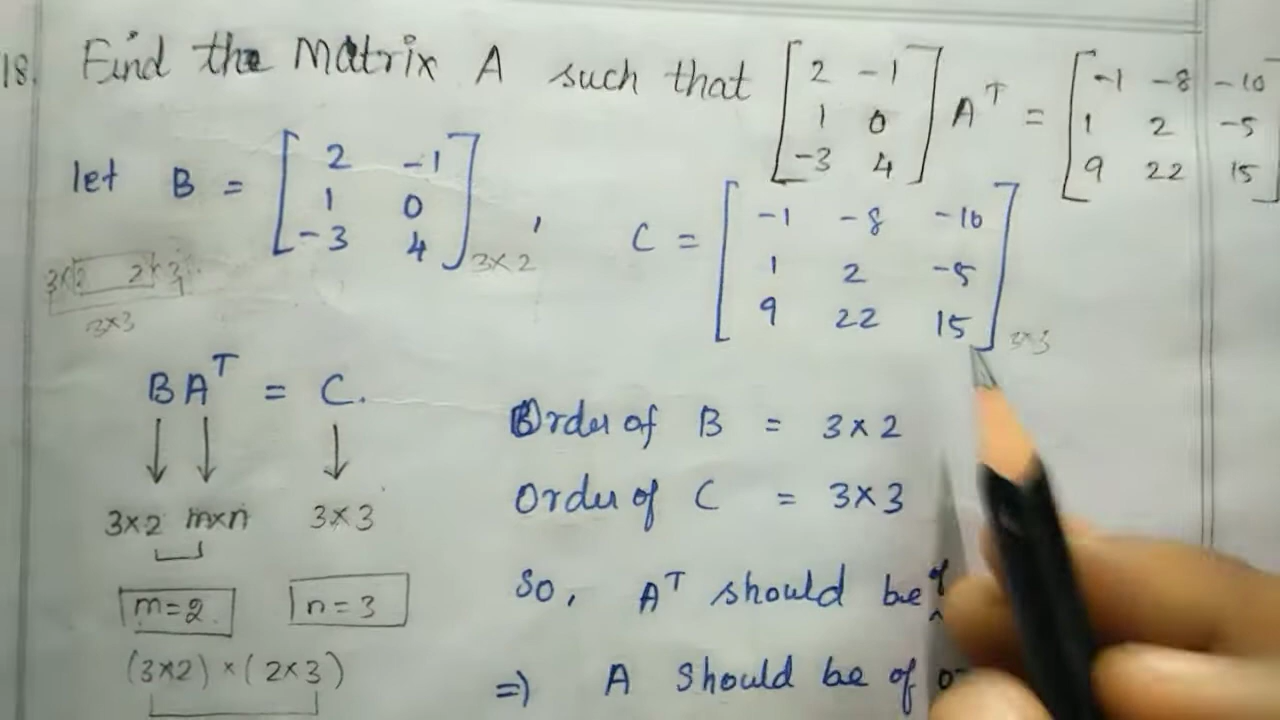 18. Find the Matrix A such that [2 -1 1 0 -3 4] A^T = [-1 -8 -10 1 2 -5 9 22 15]
let B = [2 -1 1 0 -3 4] 3×2 , C = [-1 -8 -10 1 2 -5 9 22 15] 3×3
3×2 2×3
3×3
BA^T = C.
3×2 m×n 3×3
m=2. n=3
(3×2) × (2×3)
Order of B = 3×2
Order of C = 3×3
So, A^T should be of
=) A should be of